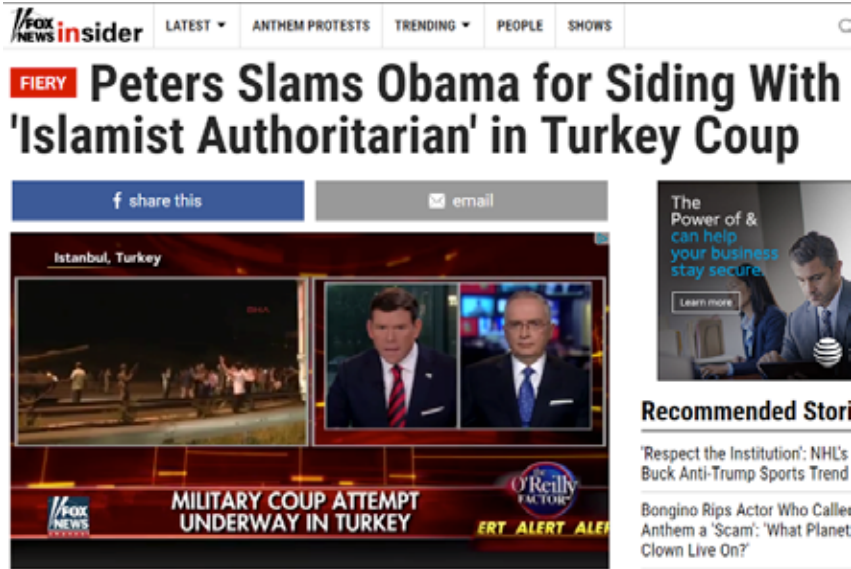 FOX
NEWS insider
LATEST
ANTHEM PROTESTS
TRENDING
PEOPLE
SHOWS
FIERY Peters Slams Obama for Siding With
'Islamist Authoritarian' in Turkey Coup
f share this
email
Istanbul, Turkey
the
O'Reilly
FACTOR
FOX
NEWS
channel
MILITARY COUP ATTEMPT
UNDERWAY IN TURKEY
ERT ALERT ALER
The
Power of &
can help
your business
stay secure.
Learn more
Recommended Stori
'Respect the Institution': NHL's
Buck Anti-Trump Sports Trend
Bongino Rips Actor Who Called
Anthem a 'Scam': 'What Planet
Clown Live On?'